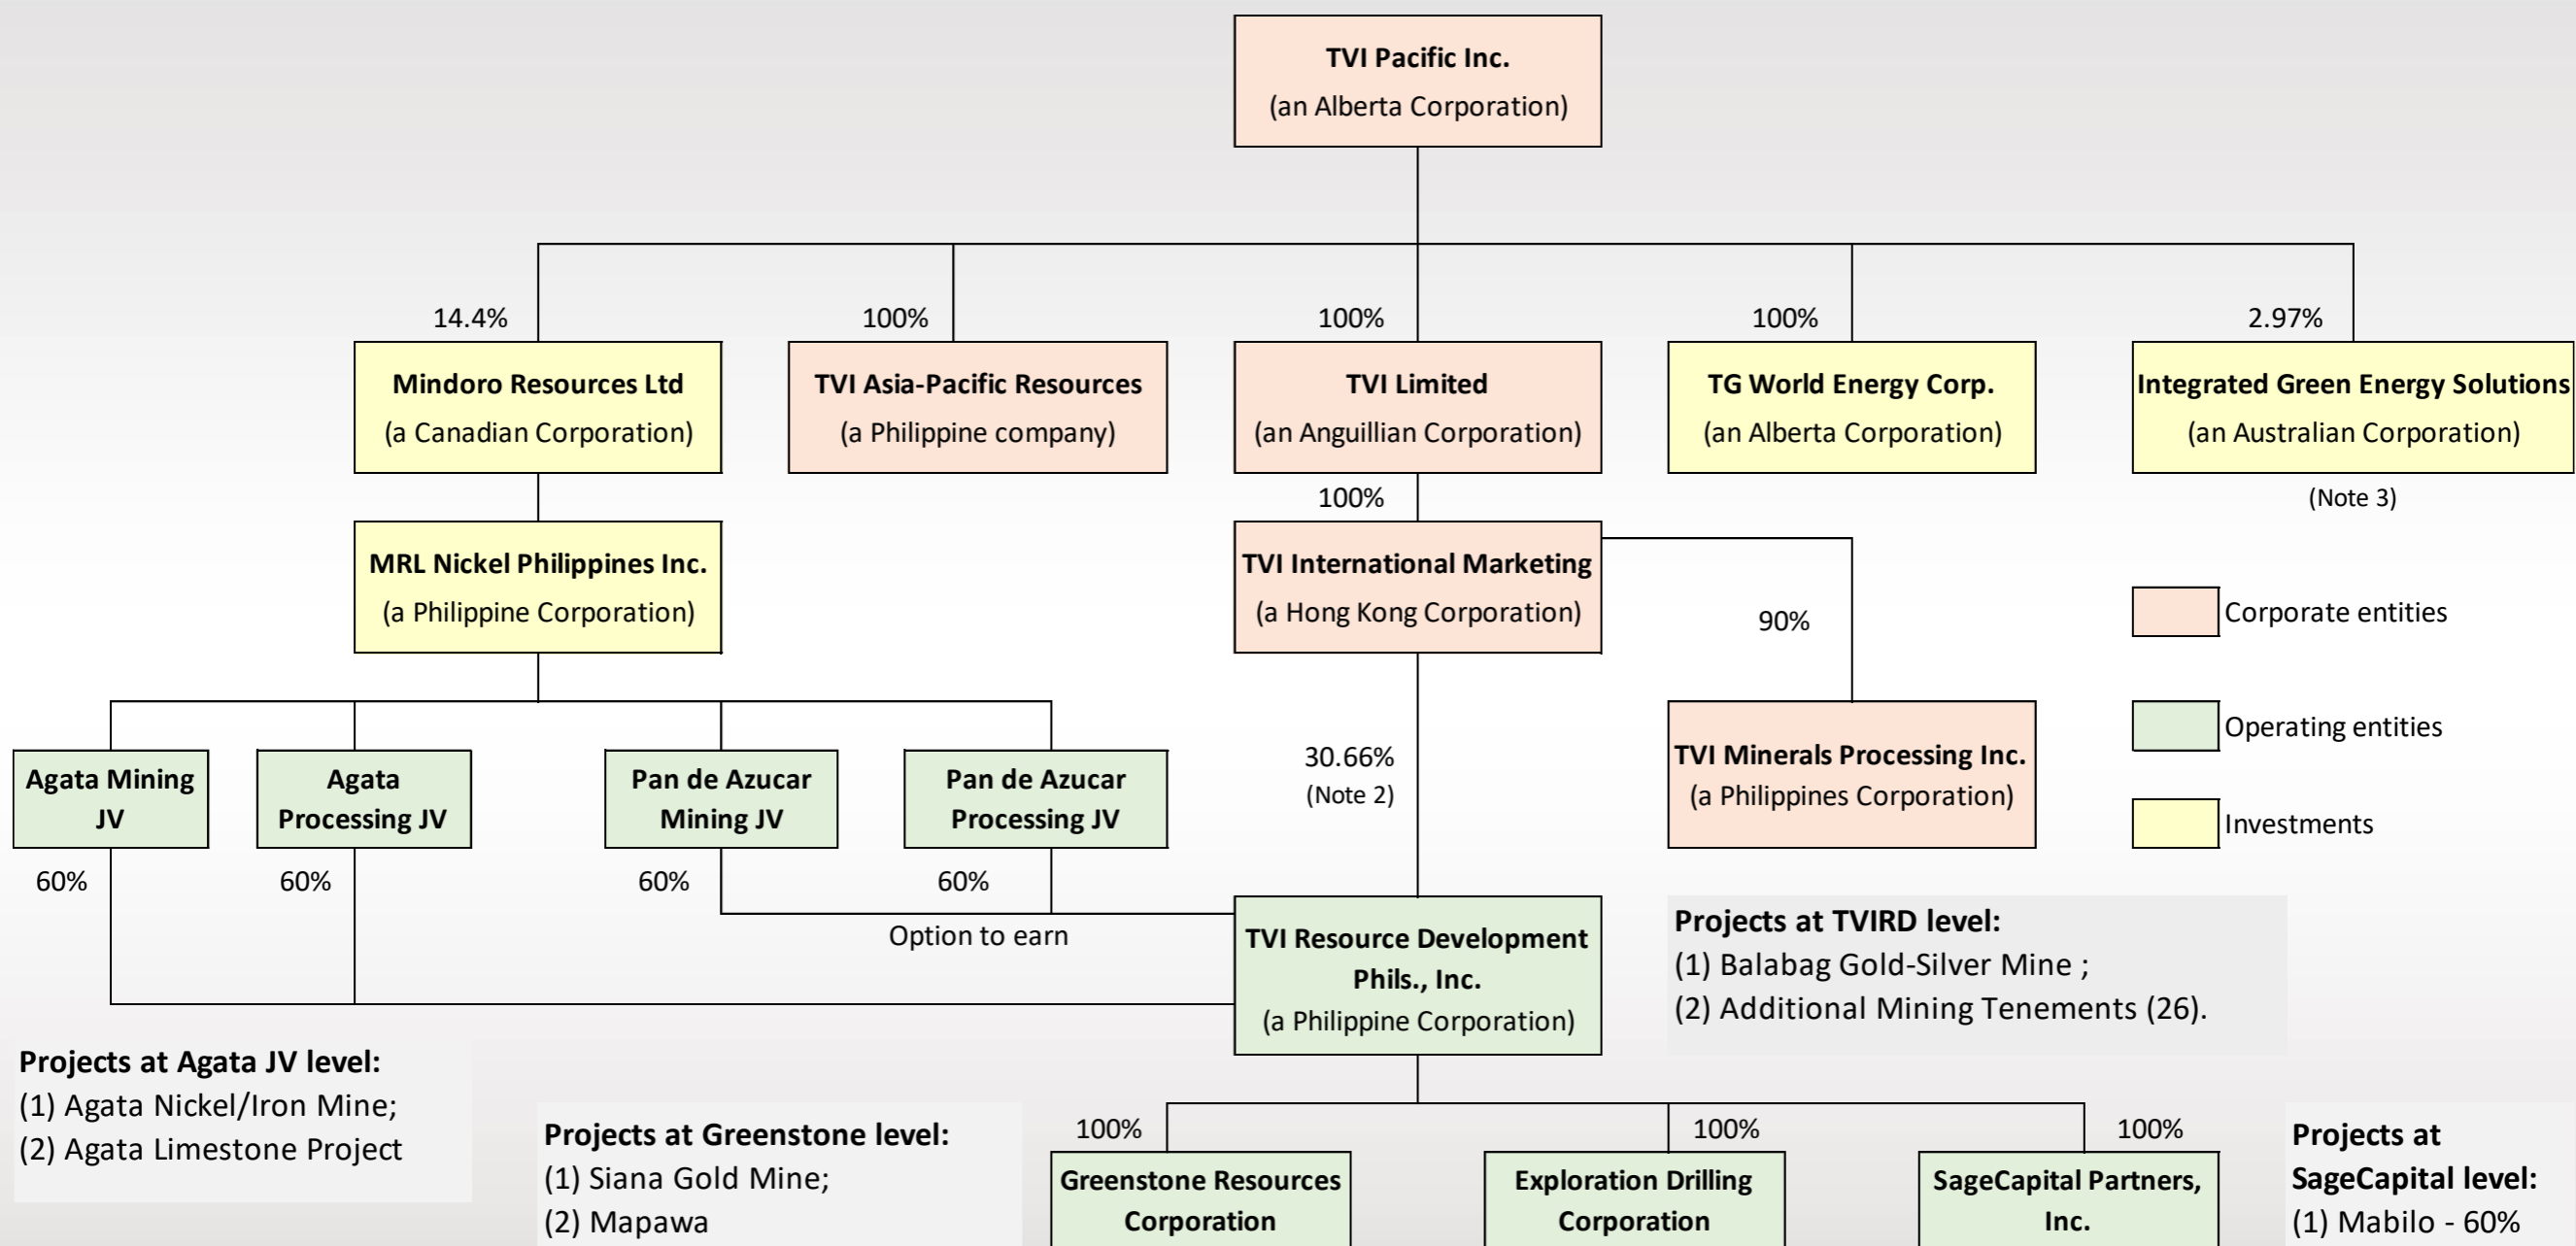 TVI Pacific Inc.
(an Alberta Corporation)
14.4%
100%
100%
100%
2.97%
Mindoro Resources Ltd
(a Canadian Corporation)
TVI Asia-Pacific Resources
(a Philippine company)
TVI Limited
(an Anguillian Corporation)
TG World Energy Corp.
(an Alberta Corporation)
Integrated Green Energy Solutions
(an Australian Corporation)
(Note 3)
100%
MRL Nickel Philippines Inc.
(a Philippine Corporation)
TVI International Marketing
(a Hong Kong Corporation)
90%
Corporate entities
Operating entities
Investments
Agata Mining
JV
Agata
Processing JV
Pan de Azucar
Mining JV
Pan de Azucar
Processing JV
30.66%
(Note 2)
TVI Minerals Processing Inc.
(a Philippines Corporation)
60%
60%
60%
60%
Option to earn
TVI Resource Development
Phils., Inc.
(a Philippine Corporation)
Projects at TVIRD level:
(1) Balabag Gold-Silver Mine ;
(2) Additional Mining Tenements (26).
Projects at Agata JV level:
(1) Agata Nickel/Iron Mine;
(2) Agata Limestone Project
Projects at Greenstone level:
(1) Siana Gold Mine;
(2) Mapawa
100%
100%
100%
Greenstone Resources
Corporation
Exploration Drilling
Corporation
SageCapital Partners,
Inc.
Projects at
SageCapital level:
(1) Mabilo - 60%